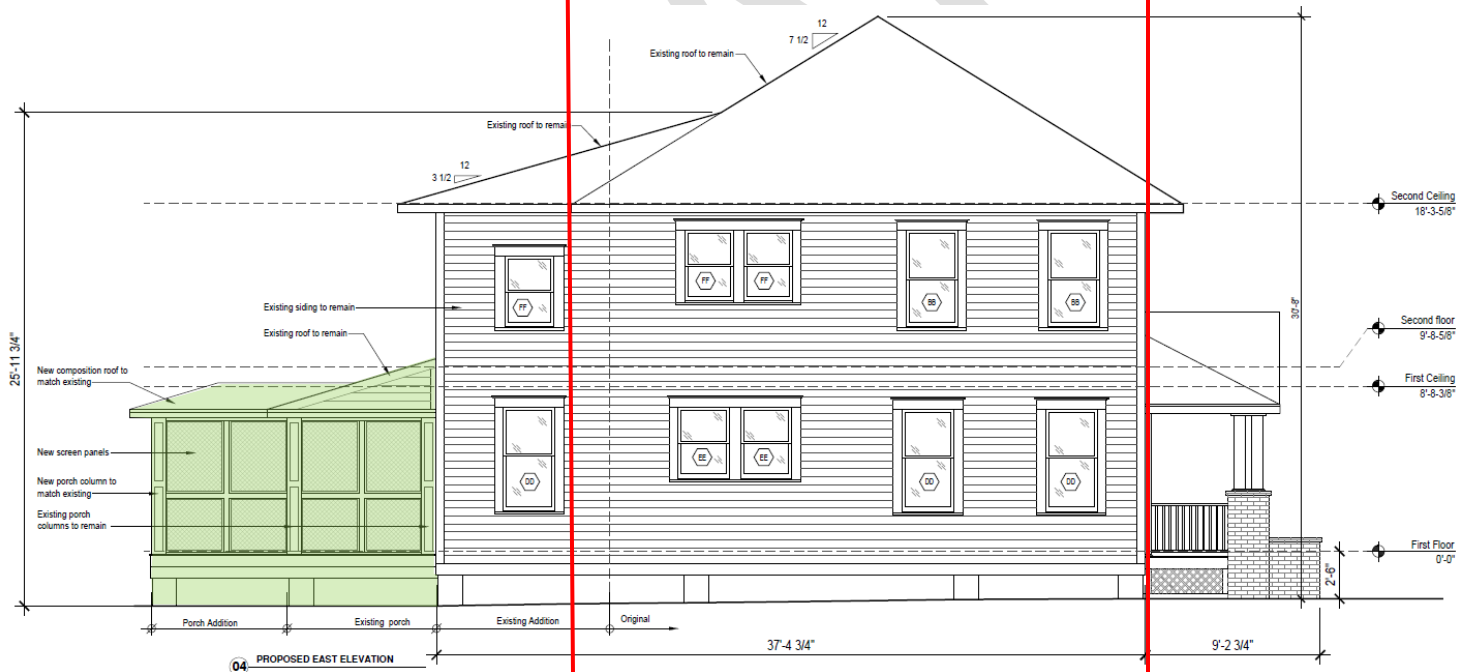 12
7 1/2
Existing roof to remain
Existing roof to remain
12
3 1/2
Second Ceiling
18'-3-5/8"
25'-11 3/4"
30'-8"
FF
FF
FF
BB
BB
Existing siding to remain
Existing roof to remain
Second floor
9'-8-5/8"
New composition roof to
match existing
First Ceiling
8'-8-3/8"
New screen panels
EE
EE
DD
DD
DD
New porch column to
match existing
Existing porch
columns to remain
First Floor
0'-0"
2'-6"
Porch Addition
Existing porch
Existing Addition
Original
37'-4 3/4"
9'-2 3/4"
04 PROPOSED EAST ELEVATION